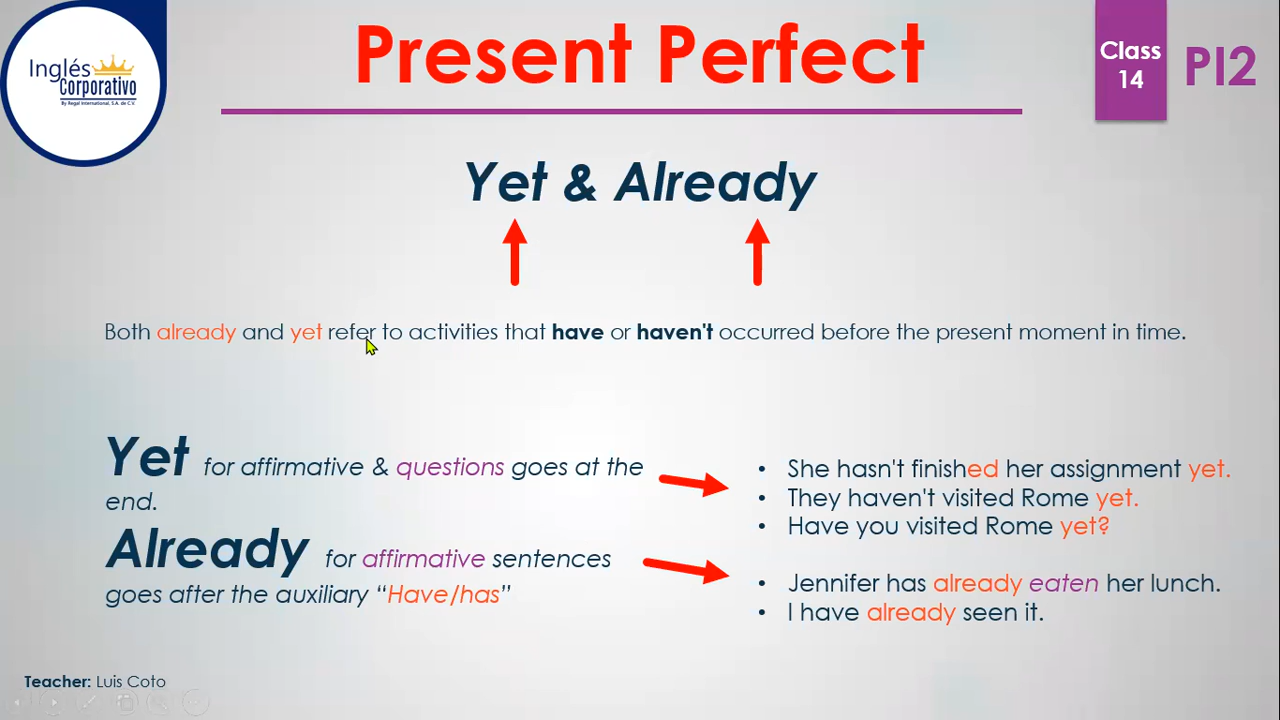 Inglés
Corporativo
By Regal International, S.A. de C.V.
Present Perfect
Class
14
PI2
Yet & Already
Both already and yet refer to activities that have or haven't occurred before the present moment in time.
Yet for affirmative & questions goes at the
end.
Already for affirmative sentences
goes after the auxiliary “Have/has”
• She hasn't finished her assignment yet.
• They haven't visited Rome yet.
• Have you visited Rome yet?
• Jennifer has already eaten her lunch.
• I have already seen it.
Teacher: Luis Coto